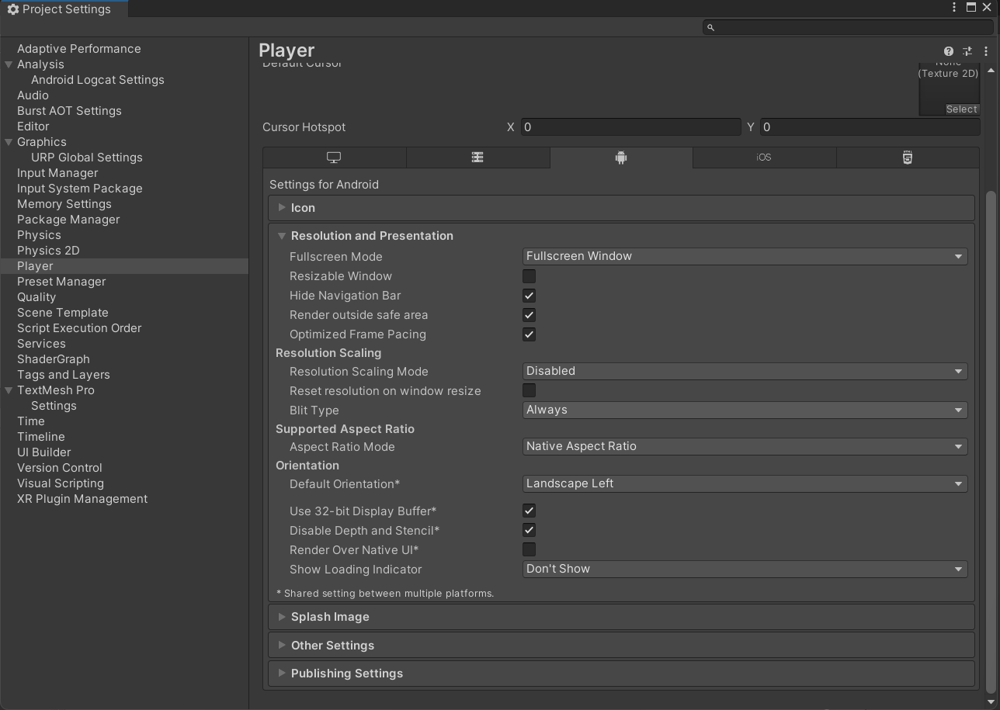 Project Settings
Adaptive Performance
Analysis
Android Logcat Settings
Audio
Burst AOT Settings
Editor
Graphics
URP Global Settings
Input Manager
Input System Package
Memory Settings
Package Manager
Physics
Physics 2D
Player
Preset Manager
Quality
Scene Template
Script Execution Order
Services
ShaderGraph
Tags and Layers
TextMesh Pro
Settings
Time
Timeline
UI Builder
Version Control
Visual Scripting
XR Plugin Management
Player
Default Cursor
None
(Texture 2D)
Select
Cursor Hotspot X 0 Y 0
iOS
HTML 5
Settings for Android
Icon
Resolution and Presentation
Fullscreen Mode Fullscreen Window
Resizable Window
Hide Navigation Bar
Render outside safe area
Optimized Frame Pacing
Resolution Scaling
Resolution Scaling Mode Disabled
Reset resolution on window resize
Blit Type Always
Supported Aspect Ratio
Aspect Ratio Mode Native Aspect Ratio
Orientation
Default Orientation* Landscape Left
Use 32-bit Display Buffer*
Disable Depth and Stencil*
Render Over Native UI*
Show Loading Indicator Don't Show
* Shared setting between multiple platforms.
Splash Image
Other Settings
Publishing Settings